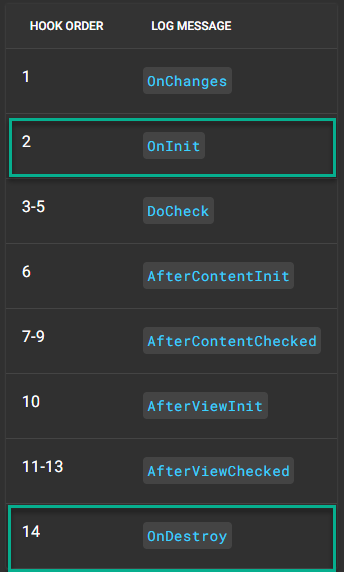 HOOK ORDER LOG MESSAGE
1 OnChanges
2 OnInit
3-5 DoCheck
6 AfterContentInit
7-9 AfterContentChecked
10 AfterViewInit
11-13 AfterViewChecked
14 OnDestroy